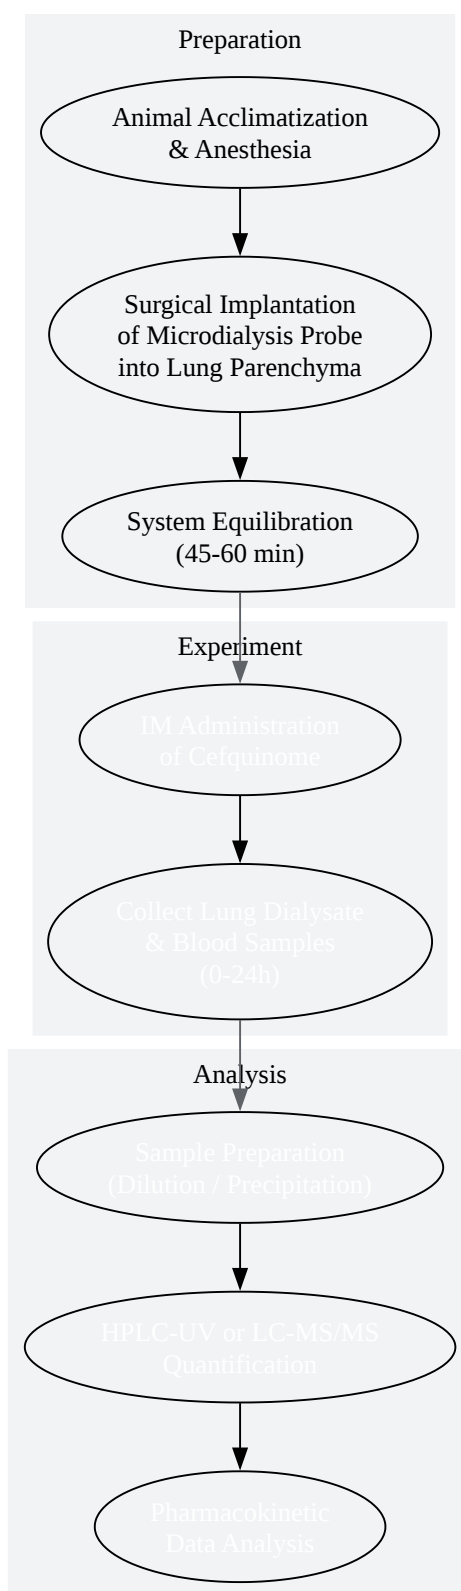 Preparation
Animal Acclimatization
& Anesthesia
Surgical Implantation
of Microdialysis Probe
into Lung Parenchyma
System Equilibration
(45-60 min)
Experiment
IM Administration
of Cefquinome
Collect Lung Dialysate
& Blood Samples
(0-24h)
Analysis
Sample Preparation
(Dilution / Precipitation)
HPLC-UV or LC-MS/MS
Quantification
Pharmacokinetic
Data Analysis